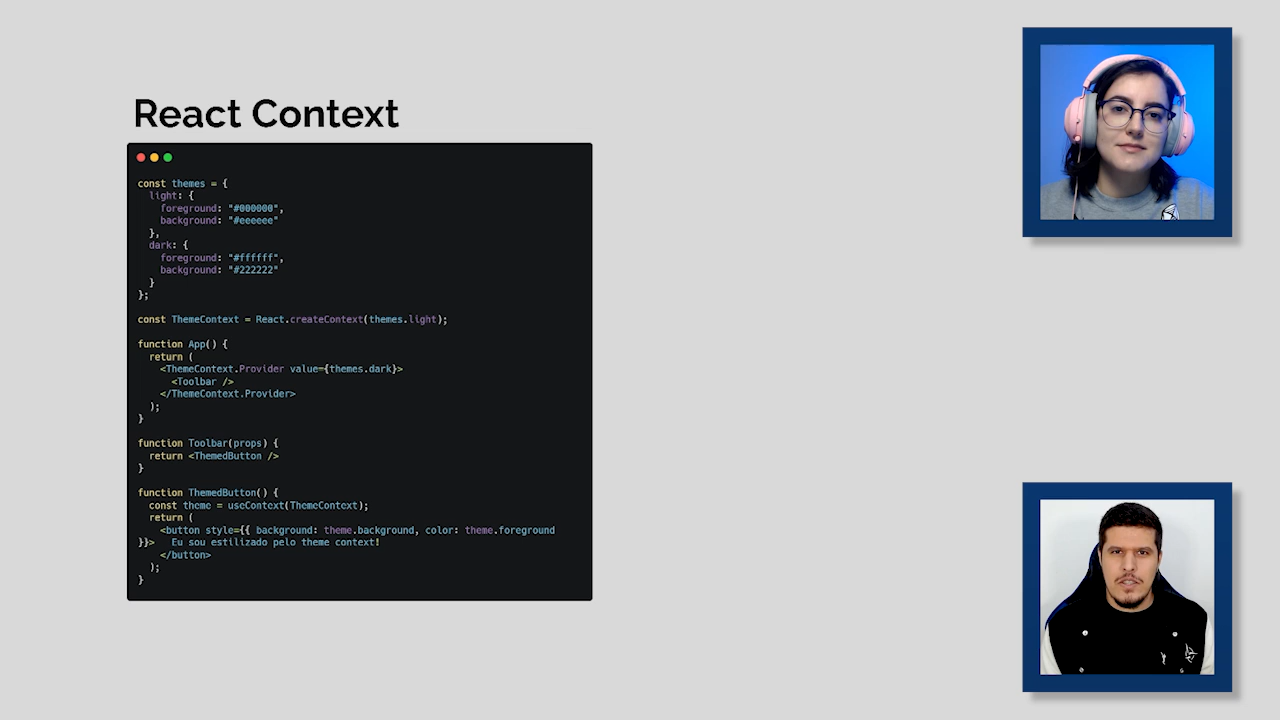 React Context
const themes = {
  light: {
    foreground: "#000000",
    background: "#eeeeee"
  },
  dark: {
    foreground: "#ffffff",
    background: "#222222"
  }
};
const ThemeContext = React.createContext(themes.light);
function App() {
  return (
    <ThemeContext.Provider value={themes.dark}>
      <Toolbar />
    </ThemeContext.Provider>
  );
}
function Toolbar(props) {
  return <ThemedButton />
}
function ThemedButton() {
  const theme = useContext(ThemeContext);
  return (
    <button style={{ background: theme.background, color: theme.foreground
}}>   Eu sou estilizado pelo theme context!
    </button>
  );
}